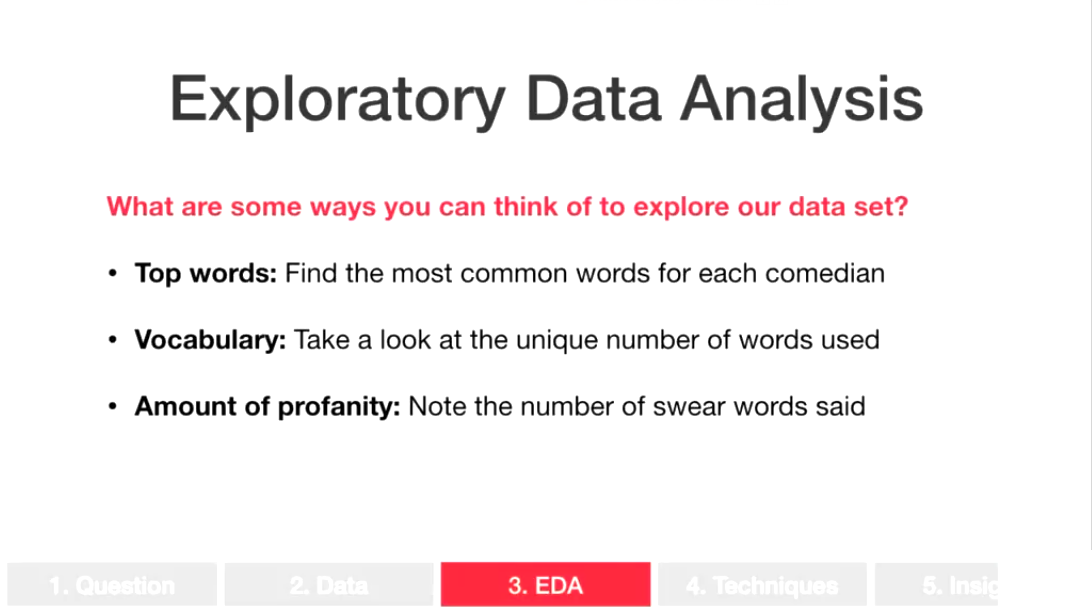 Exploratory Data Analysis
What are some ways you can think of to explore our data set?
• Top words: Find the most common words for each comedian
• Vocabulary: Take a look at the unique number of words used
• Amount of profanity: Note the number of swear words said
1. Question 2. Data 3. EDA 4. Techniques 5. Insig